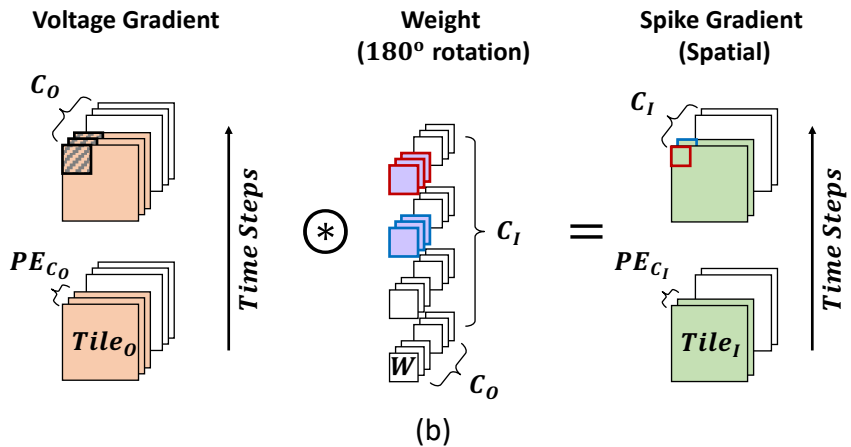 Voltage Gradient
Weight
(180° rotation)
Spike Gradient
(Spatial)
C_O
C_I
Time Steps
*
C_I
=
Time Steps
PE_{C_O}
PE_{C_I}
Tile_O
W
C_O
Tile_I
(b)